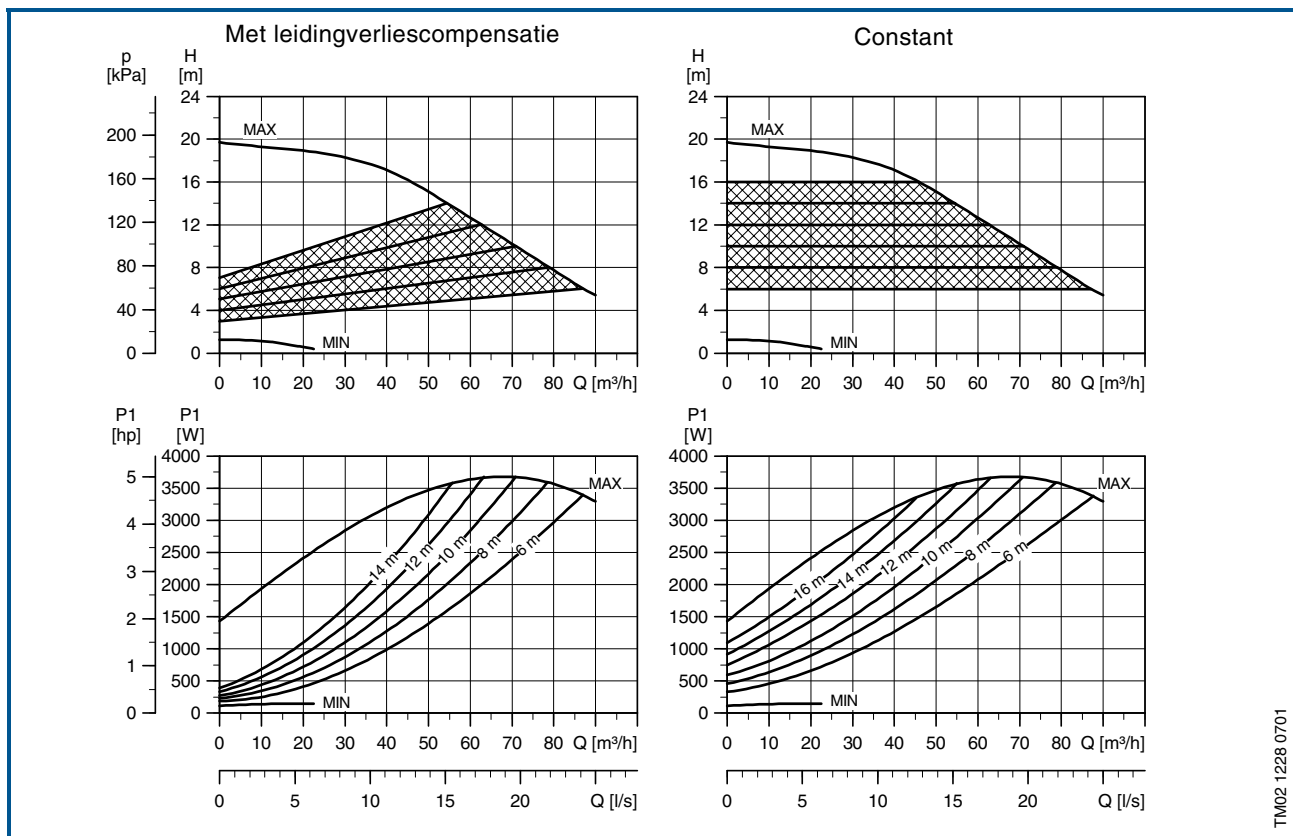 Met leidingverliescompensatie
p
[kPa]
H
[m]
24
20
16
12
8
4
0
200
160
120
80
40
0
MAX
MIN
0 10 20 30 40 50 60 70 80 Q [m³/h]
Constant
H
[m]
24
20
16
12
8
4
0
MAX
MIN
0 10 20 30 40 50 60 70 80 Q [m³/h]
P1
[hp]
P1
[W]
5
4
3
2
1
0
4000
3500
3000
2500
2000
1500
1000
500
0
MAX
14 m
12 m
10 m
8 m
6 m
MIN
0 10 20 30 40 50 60 70 80 Q [m³/h]
0 5 10 15 20 Q [l/s]
P1
[W]
4000
3500
3000
2500
2000
1500
1000
500
0
MAX
16 m
14 m
12 m
10 m
8 m
6 m
MIN
0 10 20 30 40 50 60 70 80 Q [m³/h]
0 5 10 15 20 Q [l/s]
TM02 1228 0701